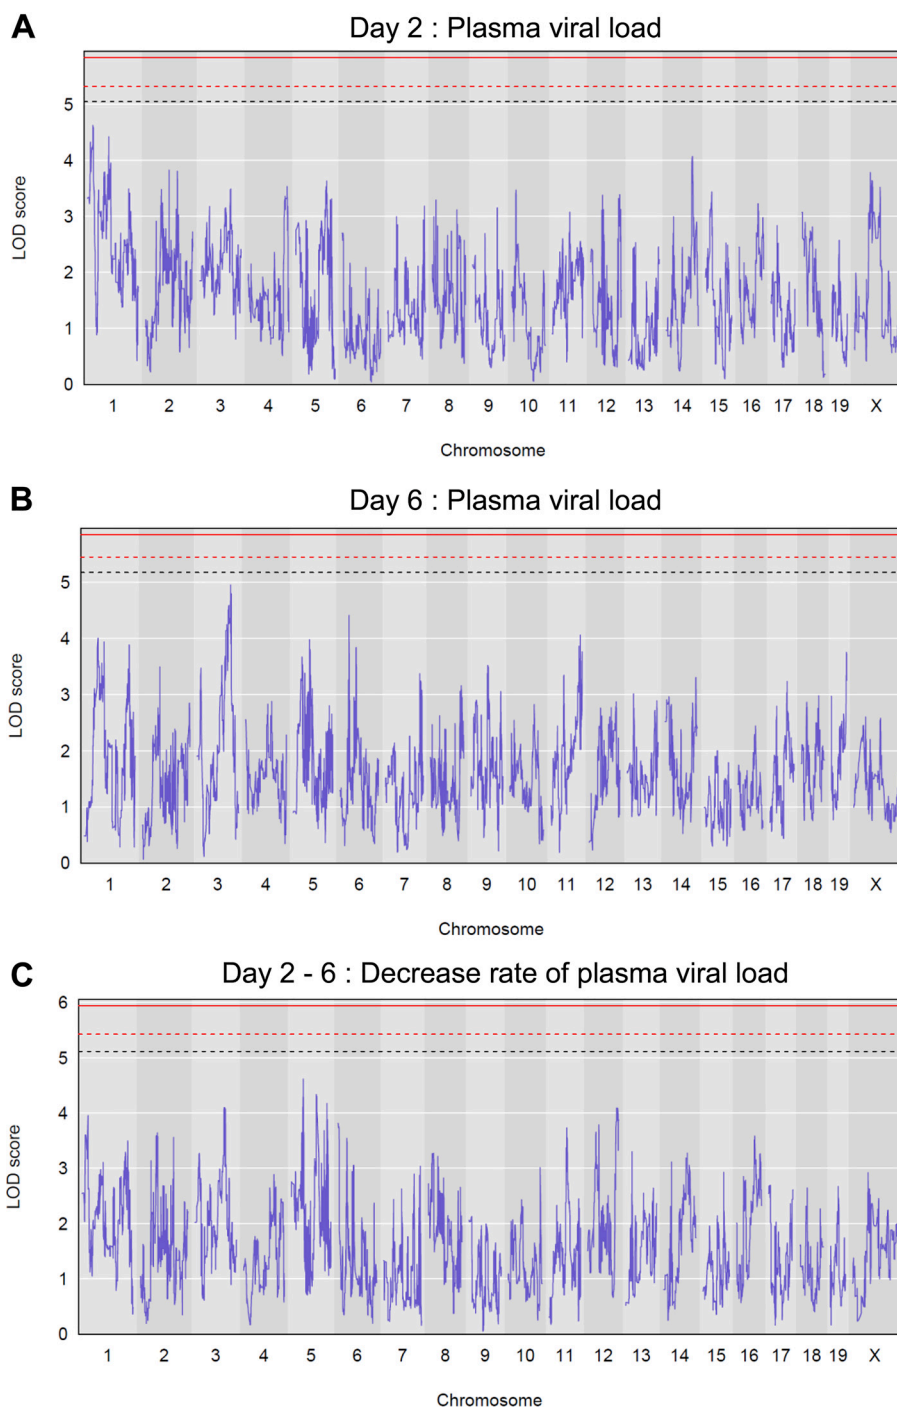 A
Day 2 : Plasma viral load
5
4
3
2
1
0
LOD score
1 2 3 4 5 6 7 8 9 10 11 12 13 14 15 16 17 18 19 X
Chromosome
B
Day 6 : Plasma viral load
5
4
3
2
1
0
LOD score
1 2 3 4 5 6 7 8 9 10 11 12 13 14 15 16 17 18 19 X
Chromosome
C
Day 2 - 6 : Decrease rate of plasma viral load
6
5
4
3
2
1
0
LOD score
1 2 3 4 5 6 7 8 9 10 11 12 13 14 15 16 17 18 19 X
Chromosome